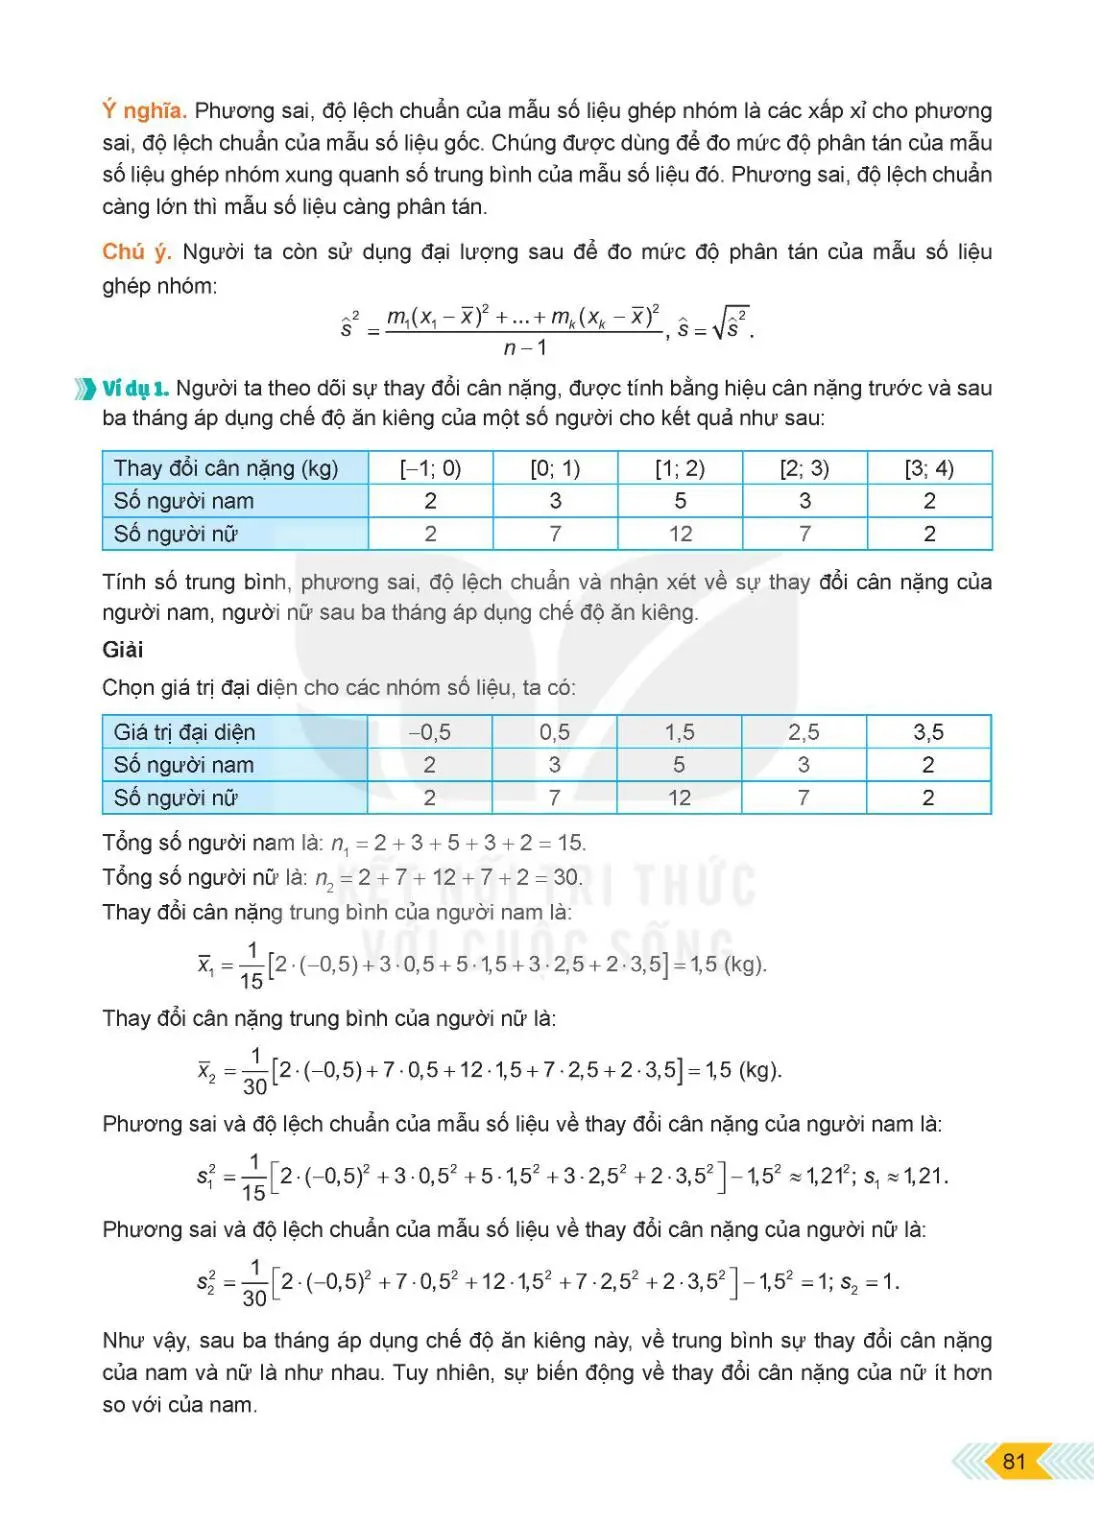 Ý nghĩa. Phương sai, độ lệch chuẩn của mẫu số liệu ghép nhóm là các xấp xỉ cho phương
sai, độ lệch chuẩn của mẫu số liệu gốc. Chúng được dùng để đo mức độ phân tán của mẫu
số liệu ghép nhóm xung quanh số trung bình của mẫu số liệu đó. Phương sai, độ lệch chuẩn
càng lớn thì mẫu số liệu càng phân tán.
Chú ý. Người ta còn sử dụng đại lượng sau để đo mức độ phân tán của mẫu số liệu
ghép nhóm:
ŝ² = (m₁(x₁ − x̄)² + ... + mₖ(xₖ − x̄)²) / (n − 1), ŝ = √ŝ².
Ví dụ 1. Người ta theo dõi sự thay đổi cân nặng, được tính bằng hiệu cân nặng trước và sau
ba tháng áp dụng chế độ ăn kiêng của một số người cho kết quả như sau:
Thay đổi cân nặng (kg) [−1; 0) [0; 1) [1; 2) [2; 3) [3; 4)
Số người nam 2 3 5 3 2
Số người nữ 2 7 12 7 2
Tính số trung bình, phương sai, độ lệch chuẩn và nhận xét về sự thay đổi cân nặng của
người nam, người nữ sau ba tháng áp dụng chế độ ăn kiêng.
Giải
Chọn giá trị đại diện cho các nhóm số liệu, ta có:
Giá trị đại diện −0,5 0,5 1,5 2,5 3,5
Số người nam 2 3 5 3 2
Số người nữ 2 7 12 7 2
Tổng số người nam là: n₁ = 2 + 3 + 5 + 3 + 2 = 15.
Tổng số người nữ là: n₂ = 2 + 7 + 12 + 7 + 2 = 30.
KẾT NỐI TRI THỨC
Thay đổi cân nặng trung bình của người nam là:
VỚI CUỘC SỐNG
x̄₁ = 1/15 [2·(−0,5) + 3·0,5 + 5·1,5 + 3·2,5 + 2·3,5] = 1,5 (kg).
Thay đổi cân nặng trung bình của người nữ là:
x̄₂ = 1/30 [2·(−0,5) + 7·0,5 + 12·1,5 + 7·2,5 + 2·3,5] = 1,5 (kg).
Phương sai và độ lệch chuẩn của mẫu số liệu về thay đổi cân nặng của người nam là:
s₁² = 1/15 [2·(−0,5)² + 3·0,5² + 5·1,5² + 3·2,5² + 2·3,5²] − 1,5² ≈ 1,21²; s₁ ≈ 1,21.
Phương sai và độ lệch chuẩn của mẫu số liệu về thay đổi cân nặng của người nữ là:
s₂² = 1/30 [2·(−0,5)² + 7·0,5² + 12·1,5² + 7·2,5² + 2·3,5²] − 1,5² = 1; s₂ = 1.
Như vậy, sau ba tháng áp dụng chế độ ăn kiêng này, về trung bình sự thay đổi cân nặng
của nam và nữ là như nhau. Tuy nhiên, sự biến động về thay đổi cân nặng của nữ ít hơn
so với của nam.
81